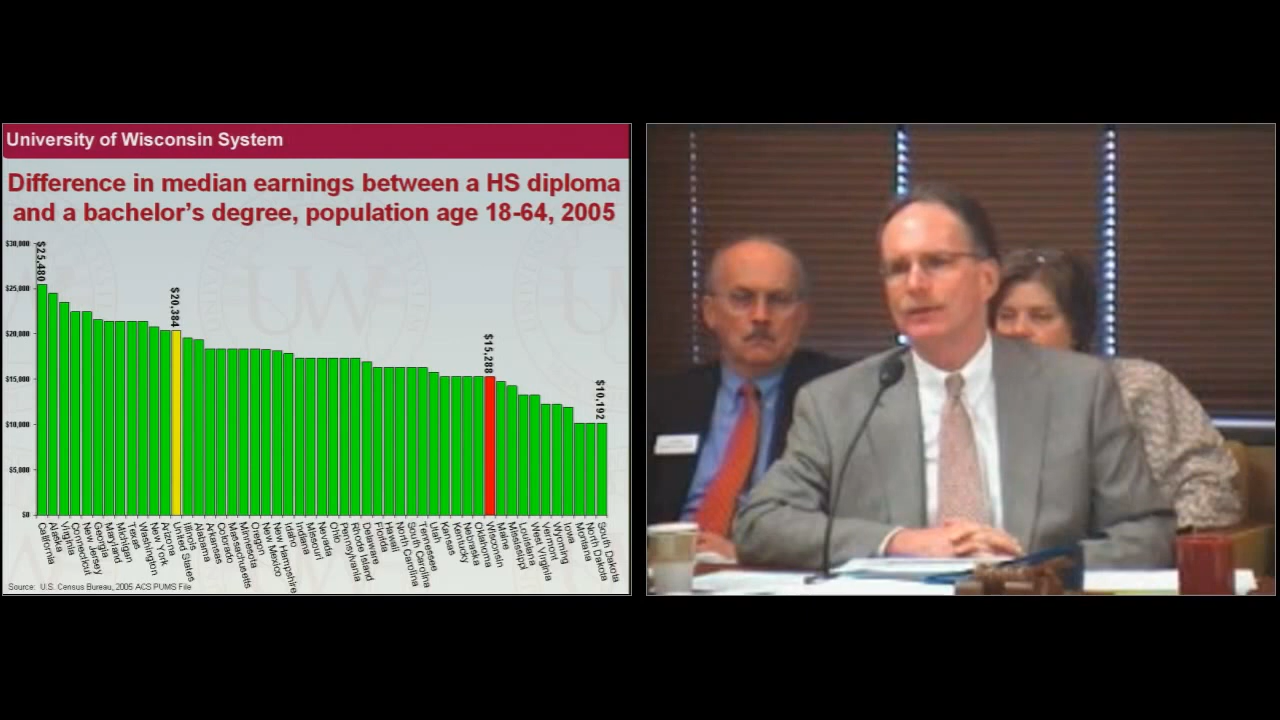 University of Wisconsin System
Difference in median earnings between a HS diploma
and a bachelor's degree, population age 18-64, 2005
$30,000
$25,000
$20,000
$15,000
$10,000
$5,000
$0
$25,480
$20,384
$15,288
$10,192
California
Alaska
Virginia
Connecticut
New Jersey
Georgia
Maryland
Michigan
Texas
Washington
New York
Arizona
United States
Illinois
Alabama
Arkansas
Colorado
Massachusetts
Minnesota
Oregon
New Mexico
New Hampshire
Idaho
Indiana
Missouri
Nevada
Ohio
Pennsylvania
Rhode Island
Delaware
Florida
Hawaii
North Carolina
South Carolina
Tennessee
Utah
Kansas
Kentucky
Nebraska
Oklahoma
Wisconsin
Maine
Mississippi
Louisiana
West Virginia
Vermont
Wyoming
Iowa
Montana
North Dakota
South Dakota
Source: U.S. Census Bureau, 2005 ACS PUMS File
UW